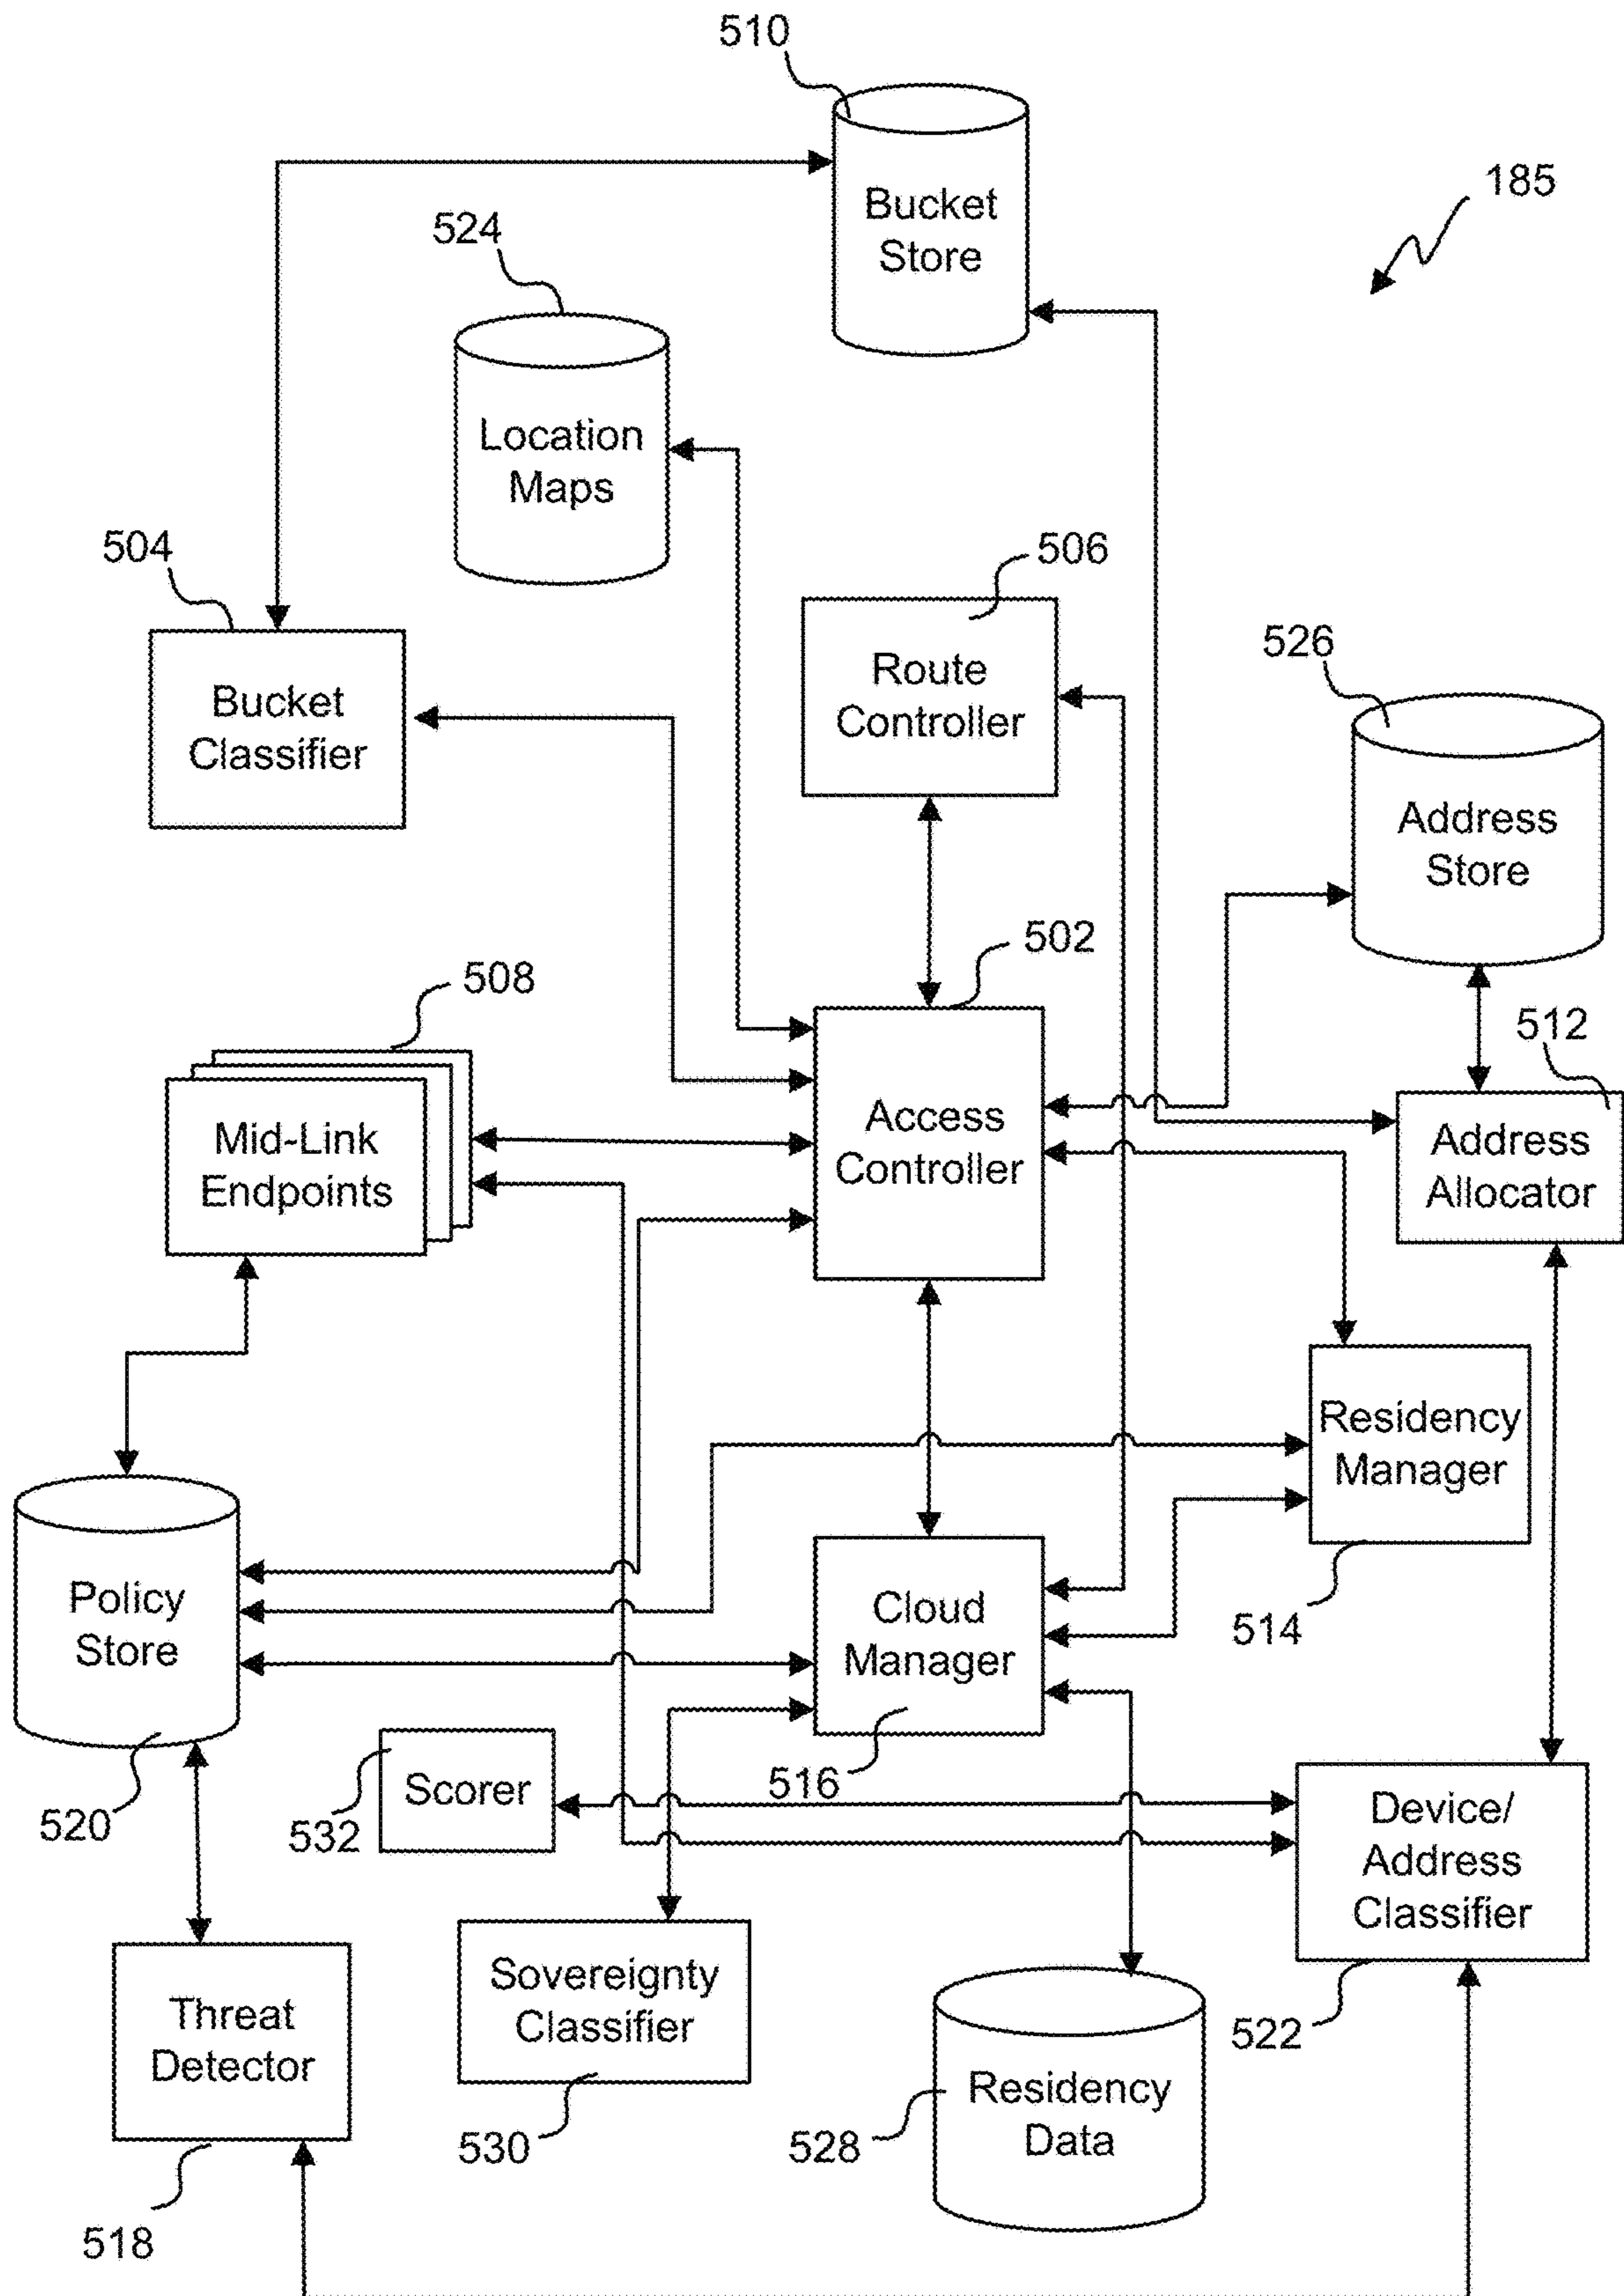 510
Bucket
Store
185
524
Location
Maps
504
Bucket
Classifier
506
Route
Controller
526
Address
Store
502
Access
Controller
508
Mid-Link
Endpoints
512
Address
Allocator
Residency
Manager
514
Policy
Store
520
Cloud
Manager
516
Scorer
532
Device/
Address
Classifier
522
Threat
Detector
518
Sovereignty
Classifier
530
Residency
Data
528